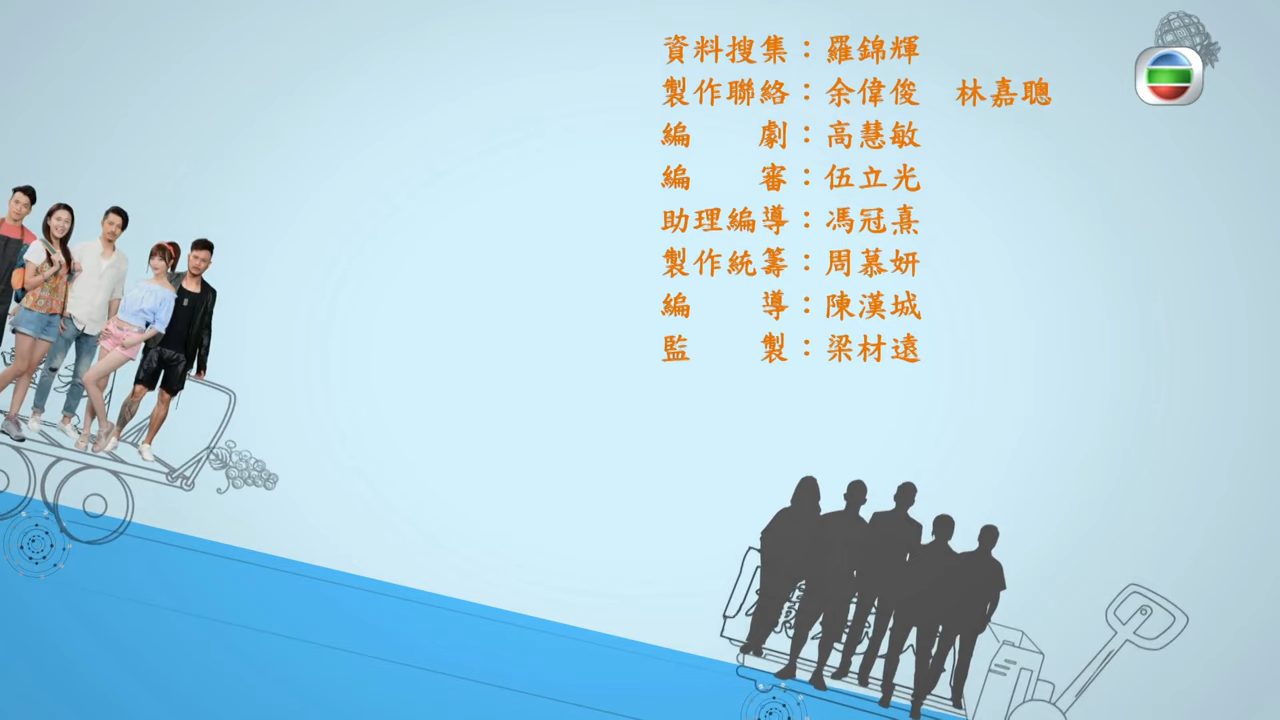 資料搜集：羅錦輝
製作聯絡：余偉俊　林嘉聰
編　　劇：高慧敏
編　　審：伍立光
助理編導：馮冠熹
製作統籌：周慕妍
編　　導：陳漢城
監　　製：梁材遠